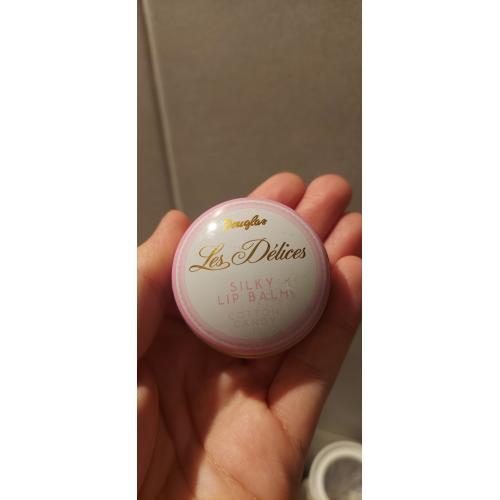 Douglas
Les Délices
SILKY
LIP BALM
COTTON
CANDY